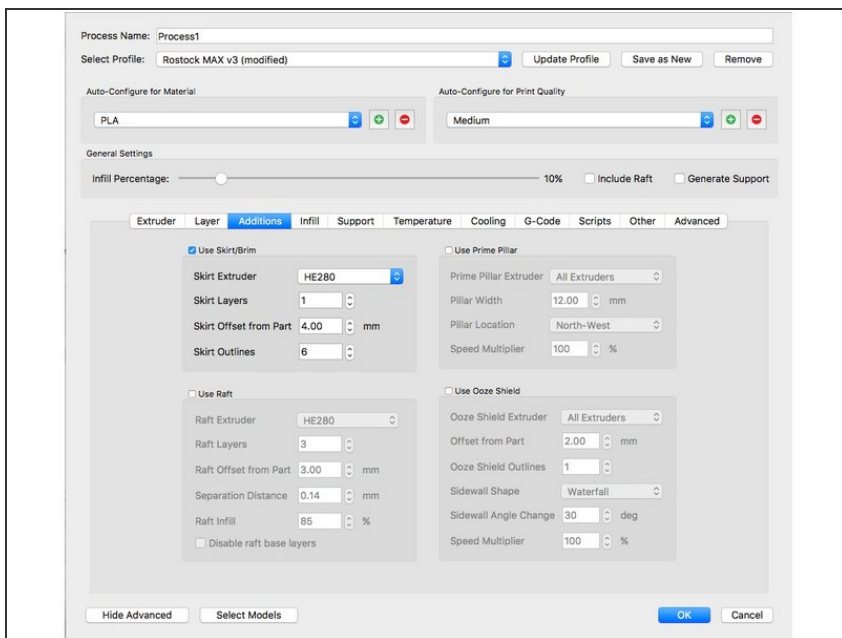 Process Name: Process1
Select Profile: Rostock MAX v3 (modified) Update Profile Save as New Remove
Auto-Configure for Material Auto-Configure for Print Quality
PLA Medium
General Settings
Infill Percentage: 10% Include Raft Generate Support
Extruder Layer Additions Infill Support Temperature Cooling G-Code Scripts Other Advanced
Use Skirt/Brim
Skirt Extruder HE280
Skirt Layers 1
Skirt Offset from Part 4.00 mm
Skirt Outlines 6
Use Prime Pillar
Prime Pillar Extruder All Extruders
Pillar Width 12.00 mm
Pillar Location North-West
Speed Multiplier 100 %
Use Raft
Raft Extruder HE280
Raft Layers 3
Raft Offset from Part 3.00 mm
Separation Distance 0.14 mm
Raft Infill 85 %
Disable raft base layers
Use Ooze Shield
Ooze Shield Extruder All Extruders
Offset from Part 2.00 mm
Ooze Shield Outlines 1
Sidewall Shape Waterfall
Sidewall Angle Change 30 deg
Speed Multiplier 100 %
Hide Advanced Select Models OK Cancel